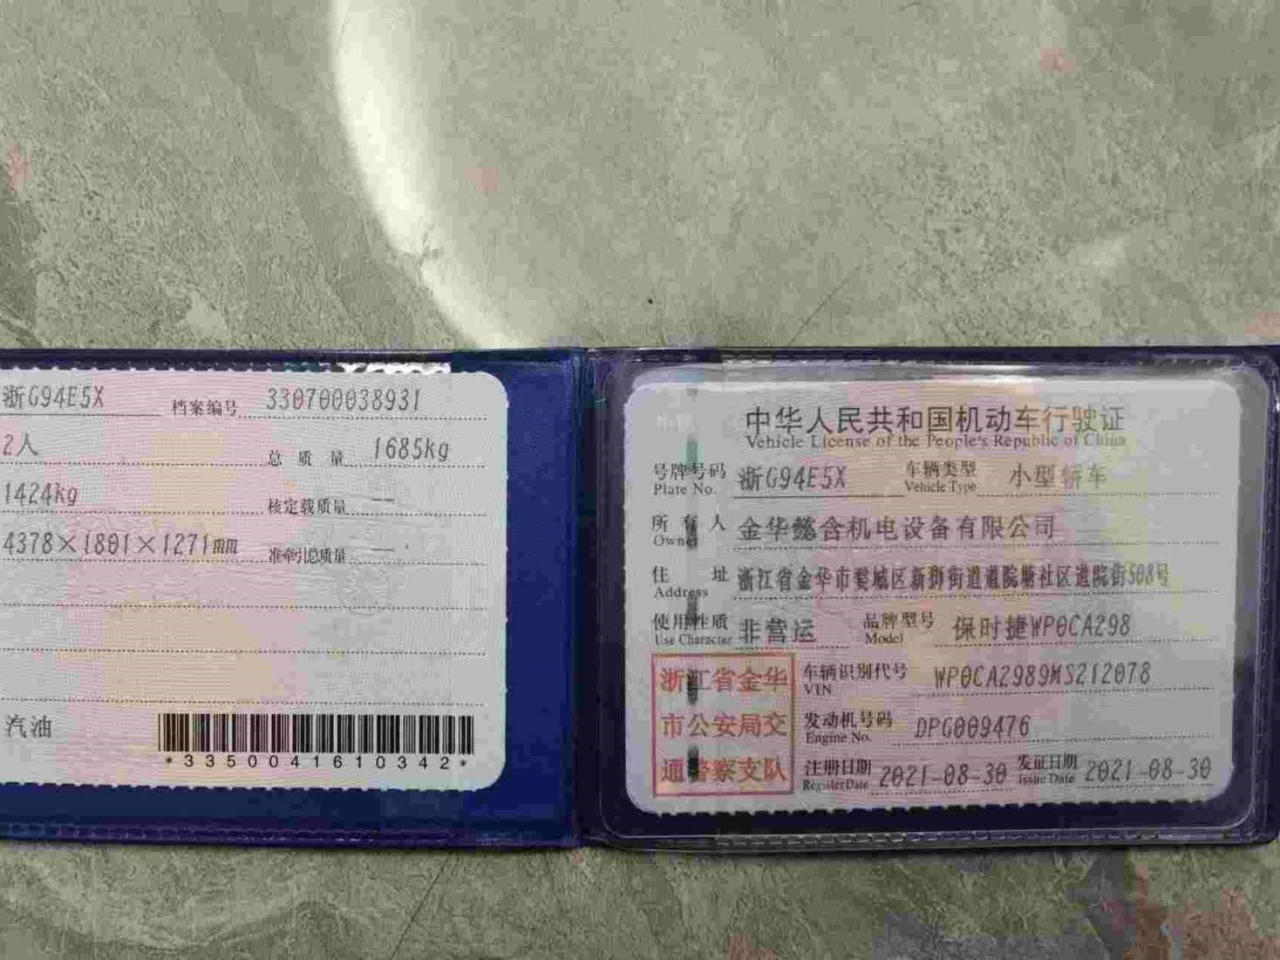 浙G94E5X 档案编号 330700038931
2人 总质量 1685kg
1424kg 核定载质量 --
4378×1801×1271mm 准牵引总质量 --
汽油
*3350041610342*
中华人民共和国机动车行驶证
Vehicle License of the People's Republic of China
号牌号码 浙G94E5X 车辆类型 小型轿车
Plate No. Vehicle Type
所有人 金华懿含机电设备有限公司
Owner
住址 浙江省金华市婺城区新狮街道道院塘社区道院街508号
Address
使用性质 非营运 品牌型号 保时捷WP0CA298
Use Character Model
浙江省金华
市公安局交
通警察支队
车辆识别代号 WP0CA2989MS212078
VIN
发动机号码 DPG009476
Engine No.
注册日期 2021-08-30 发证日期 2021-08-30
Register Date Issue Date